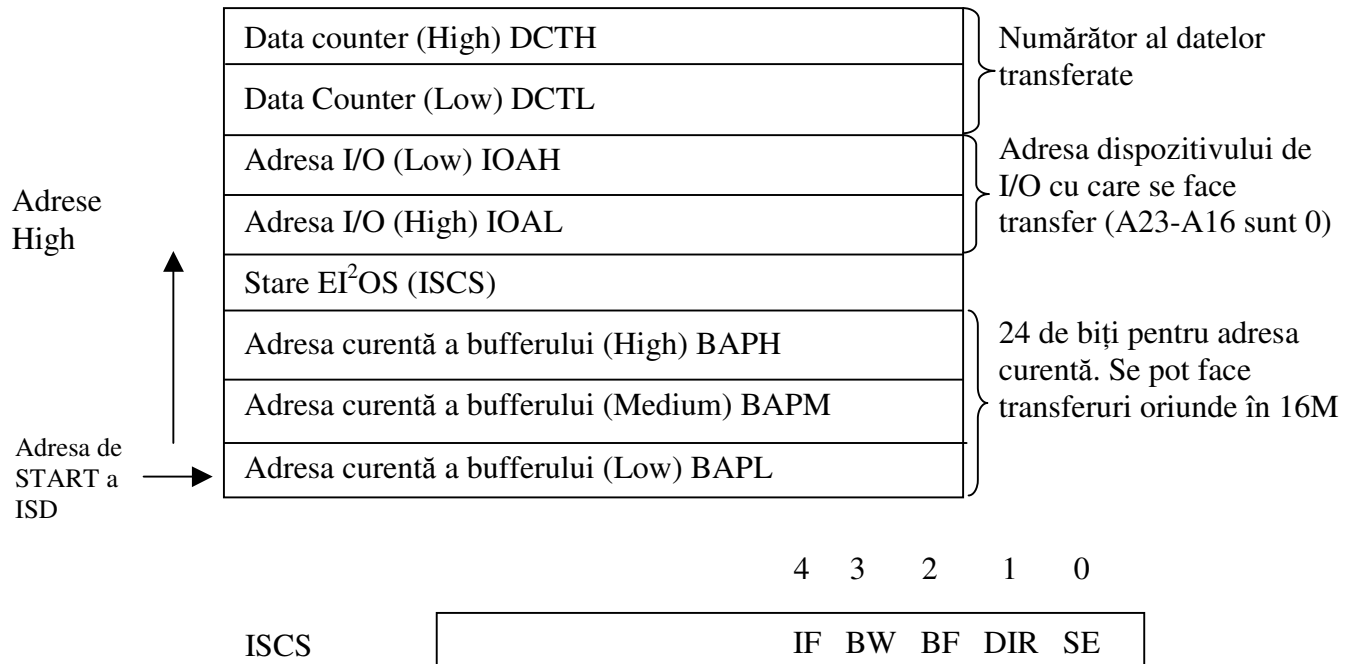 Data counter (High) DCTH
Numărător al datelor
transferate
Data Counter (Low) DCTL
Adresa I/O (Low) IOAH
Adresa dispozitivului de
I/O cu care se face
transfer (A23-A16 sunt 0)
Adresa I/O (High) IOAL
Adrese
High
Stare EI²OS (ISCS)
Adresa curentă a bufferului (High) BAPH
24 de biți pentru adresa
curentă. Se pot face
transferuri oriunde în 16M
Adresa curentă a bufferului (Medium) BAPM
Adresa curentă a bufferului (Low) BAPL
Adresa de
START a
ISD
4 3 2 1 0
ISCS IF BW BF DIR SE